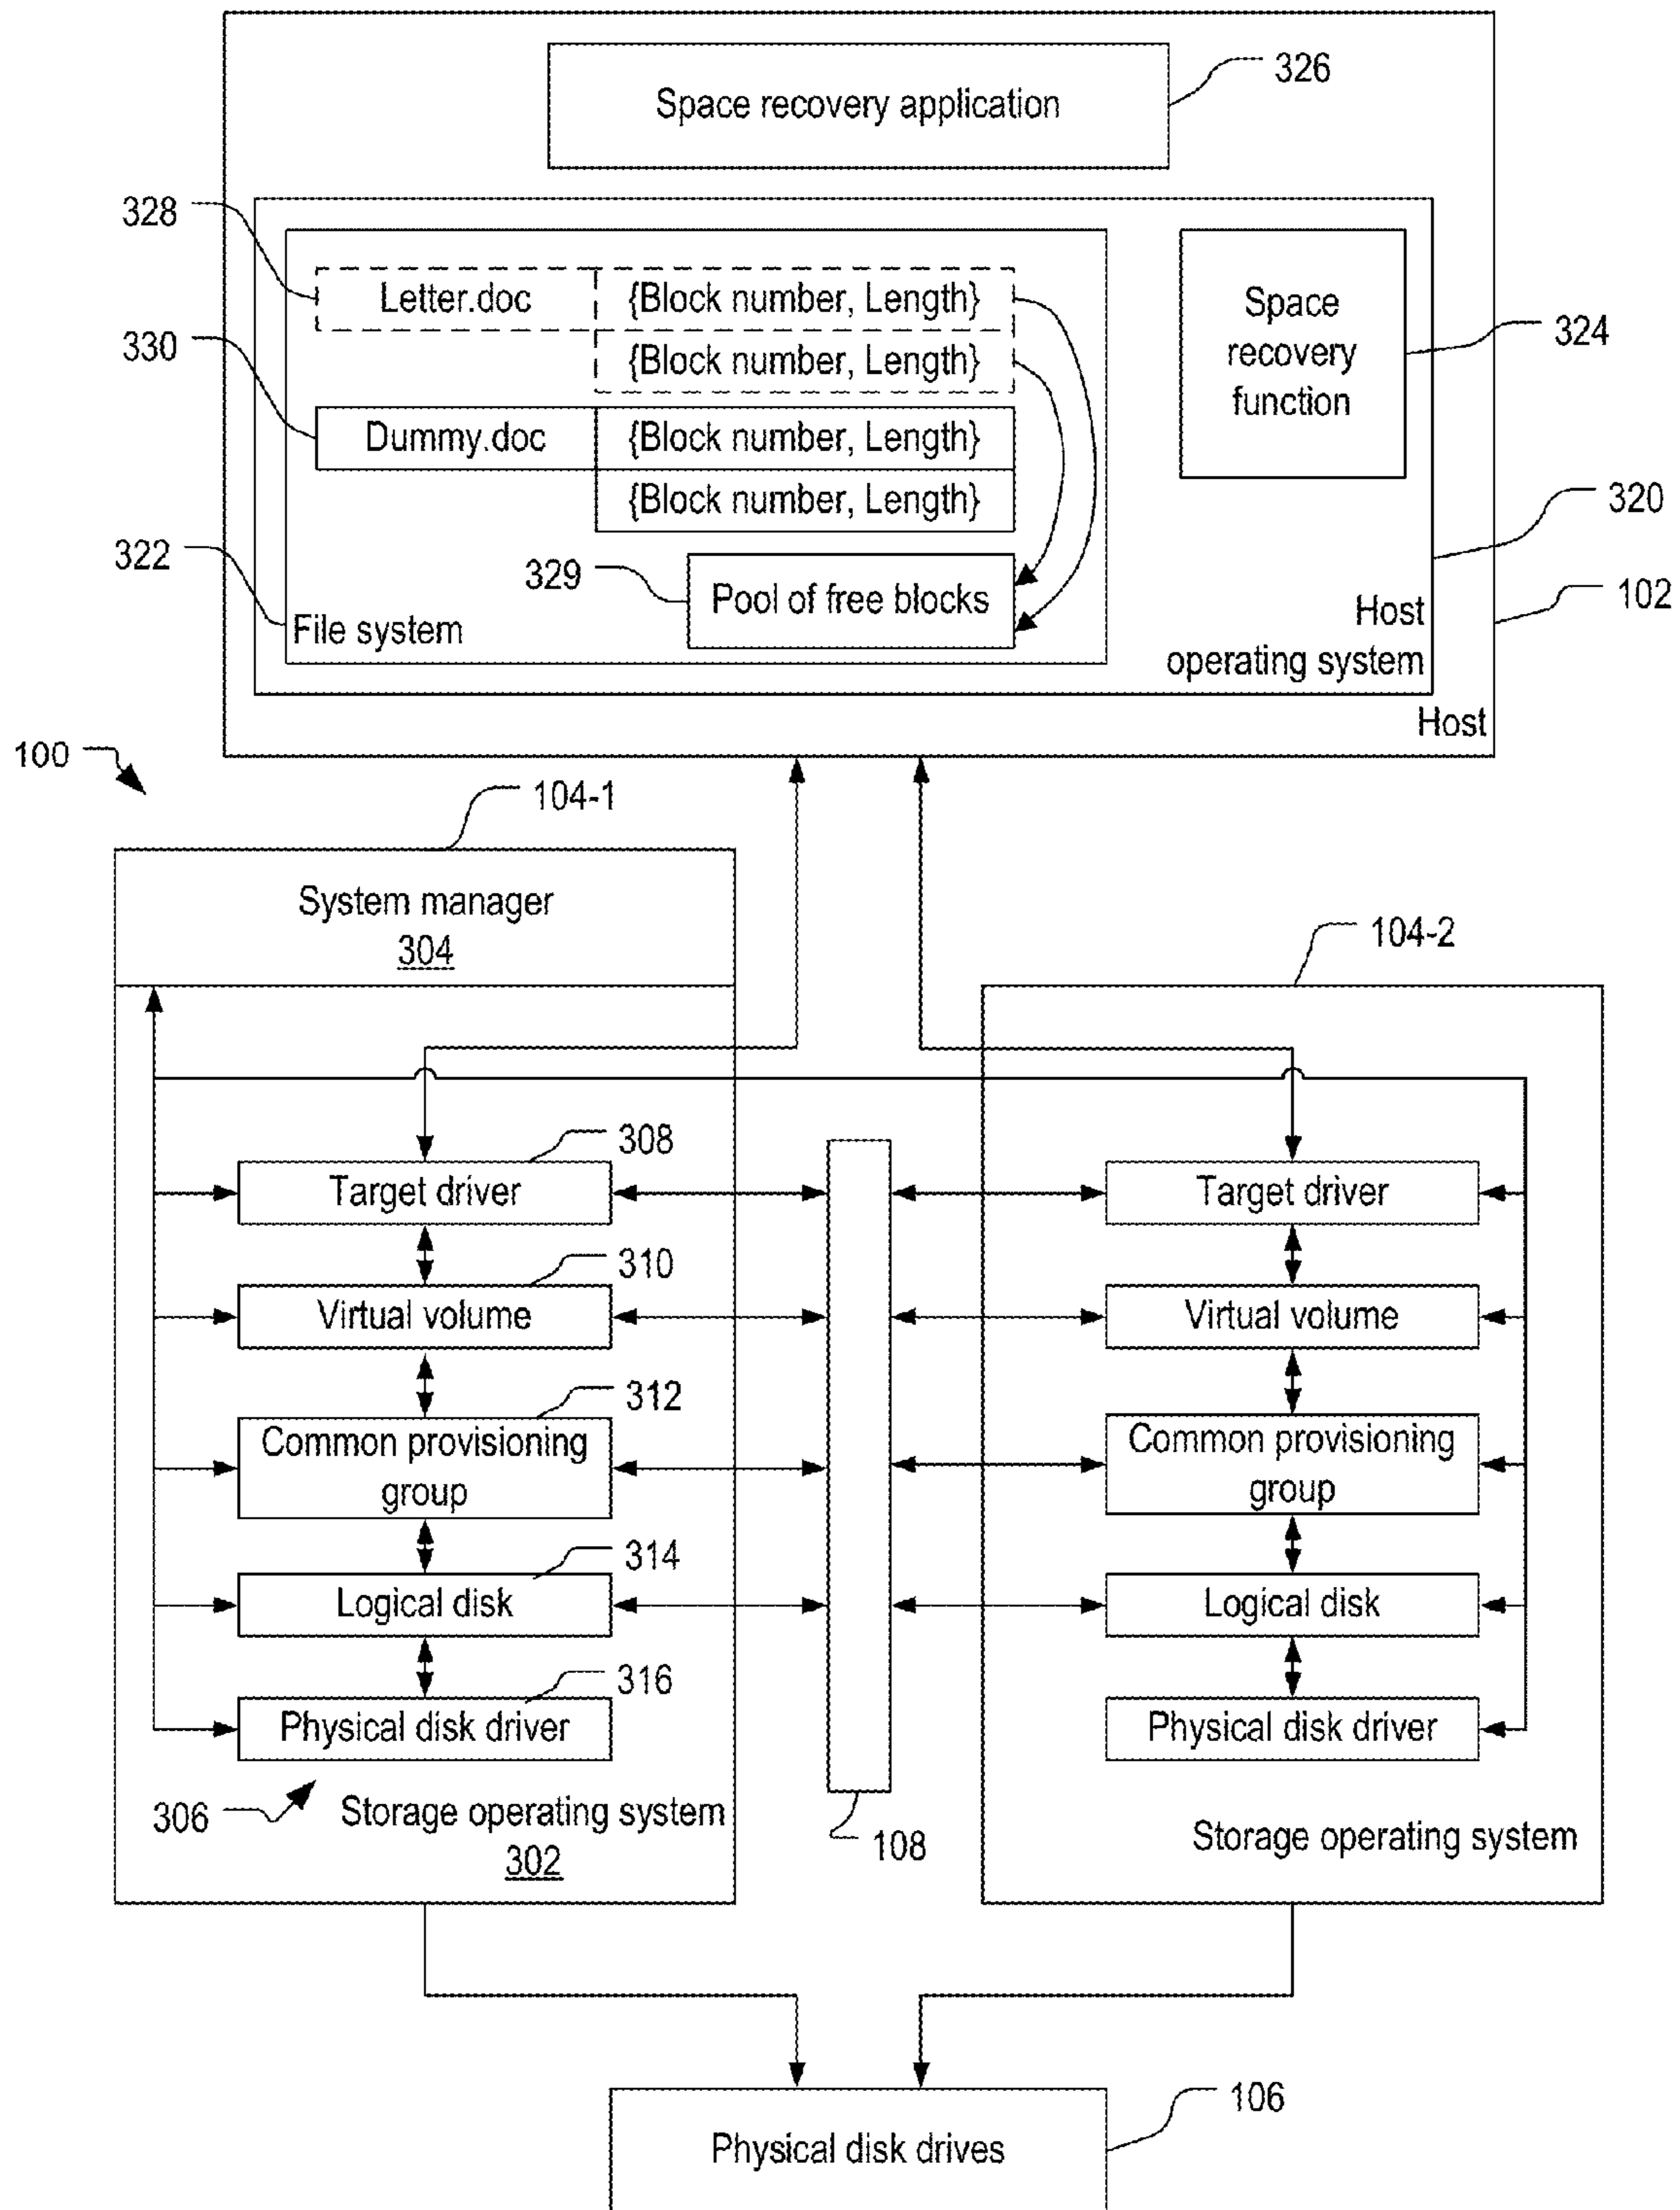 326
Space recovery application
328
Letter.doc {Block number, Length}
{Block number, Length}
330
Dummy.doc {Block number, Length}
{Block number, Length}
Space
recovery
function
324
320
322
329
Pool of free blocks
File system
Host
operating system
102
Host
100
104-1
System manager
304
104-2
308
Target driver
Target driver
310
Virtual volume
Virtual volume
312
Common provisioning
group
Common provisioning
group
314
Logical disk
Logical disk
316
Physical disk driver
Physical disk driver
306
Storage operating system
302
108
Storage operating system
106
Physical disk drives